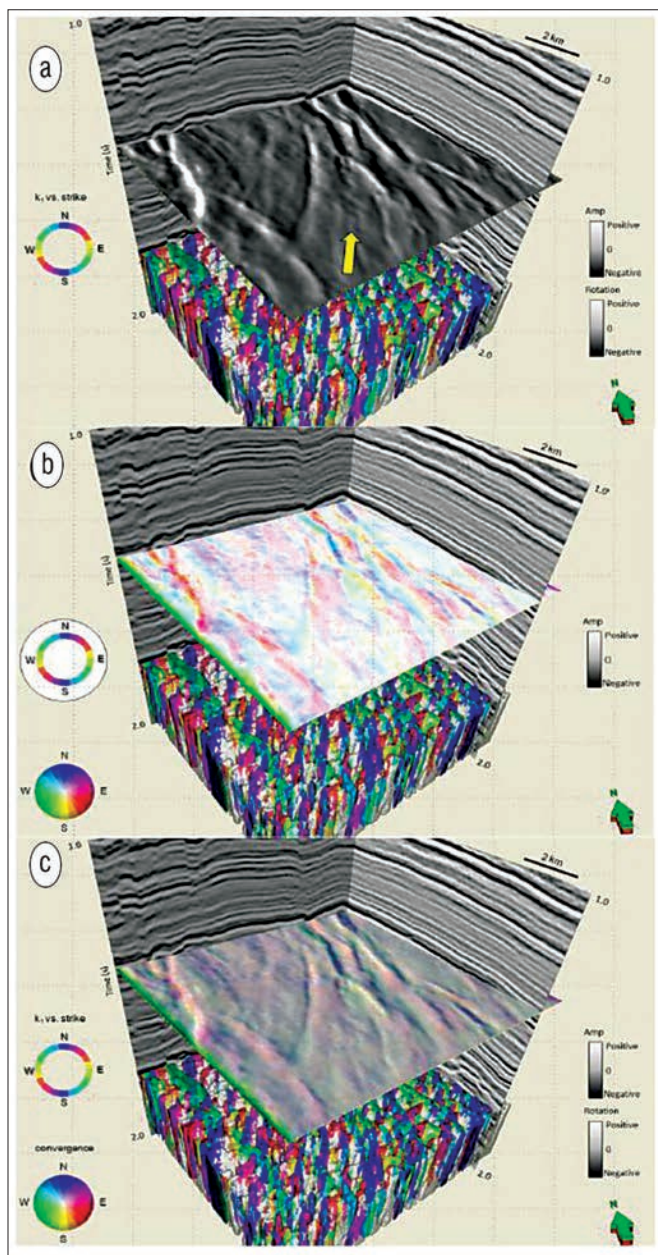 a
1.0
2 km
1.0
Time (s)
k₁ vs. strike
N
W E
S
Amp
Positive
0
Negative
Rotation
Positive
0
Negative
2.0
2.0
N
b
1.0
2 km
1.0
Time (s)
N
W E
S
Amp
Positive
0
Negative
N
W E
S
2.0
2.0
N
c
1.0
2 km
1.0
Time (s)
k₁ vs. strike
N
W E
S
Amp
Positive
0
Negative
Rotation
Positive
0
Negative
convergence
N
W E
S
2.0
2.0
N